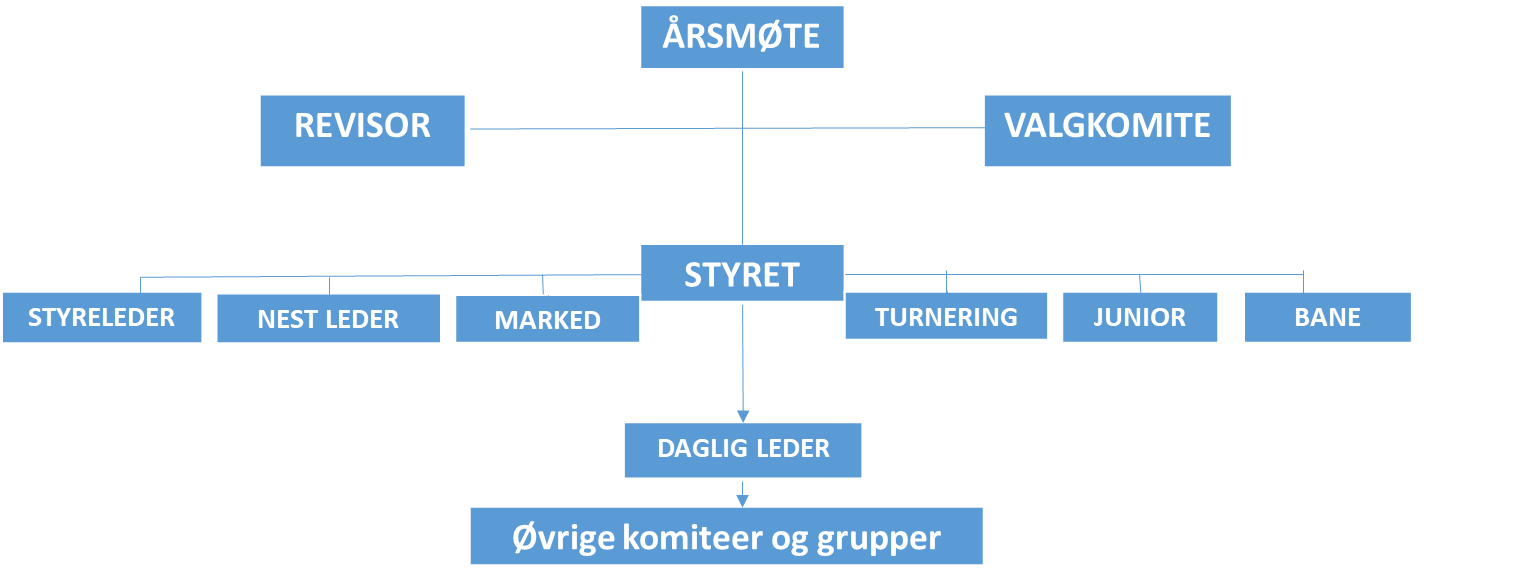 ÅRSMØTE
REVISOR
VALGKOMITE
STYRET
STYRELEDER
NEST LEDER
MARKED
TURNERING
JUNIOR
BANE
DAGLIG LEDER
Øvrige komiteer og grupper